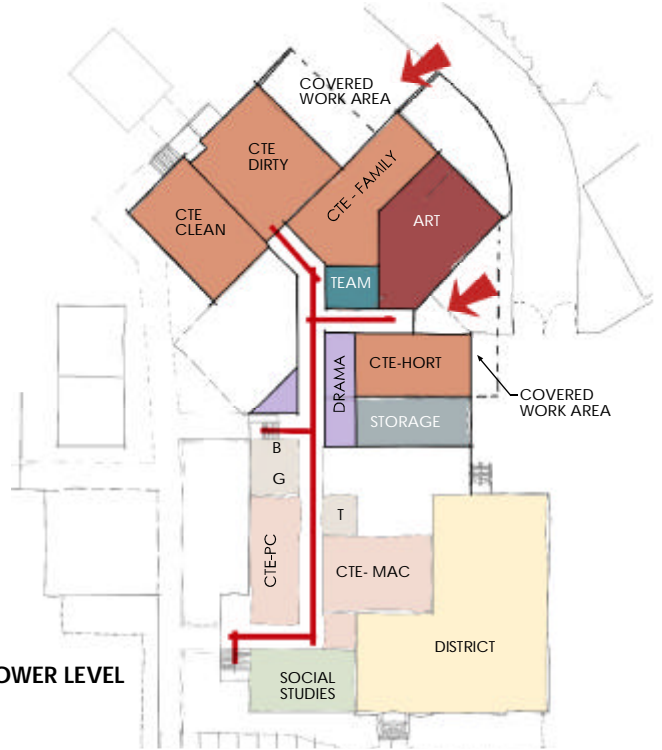 COVERED
WORK AREA
CTE
DIRTY
CTE - FAMILY
CTE
CLEAN
ART
TEAM
DRAMA
CTE-HORT
COVERED
WORK AREA
STORAGE
B
G
T
CTE-PC
CTE- MAC
DISTRICT
OWER LEVEL
SOCIAL
STUDIES